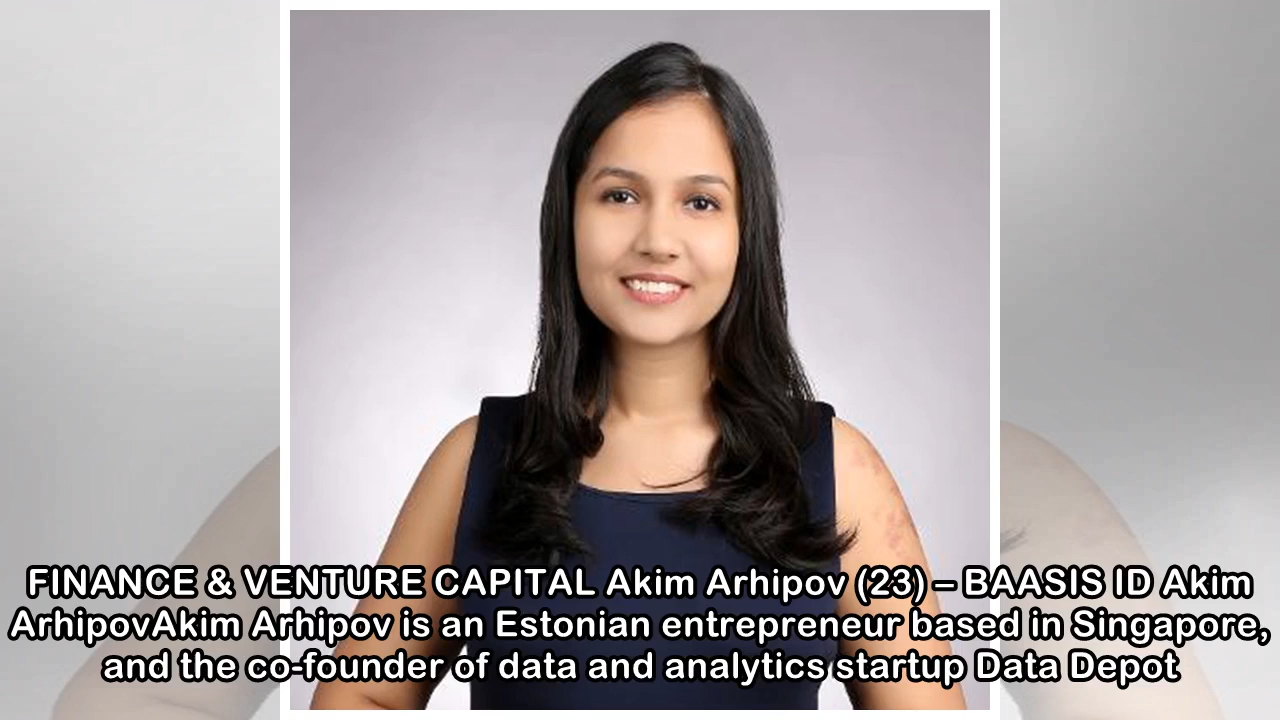 FINANCE & VENTURE CAPITAL Akim Arhipov (23) – BAASIS ID Akim
ArhipovAkim Arhipov is an Estonian entrepreneur based in Singapore,
and the co-founder of data and analytics startup Data Depot